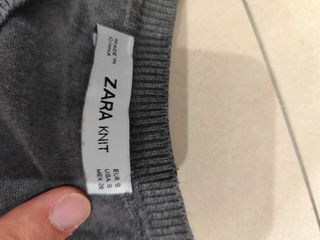 MADE IN
CHINA
ZARA KNIT
EUR S
USA S
MEX 26